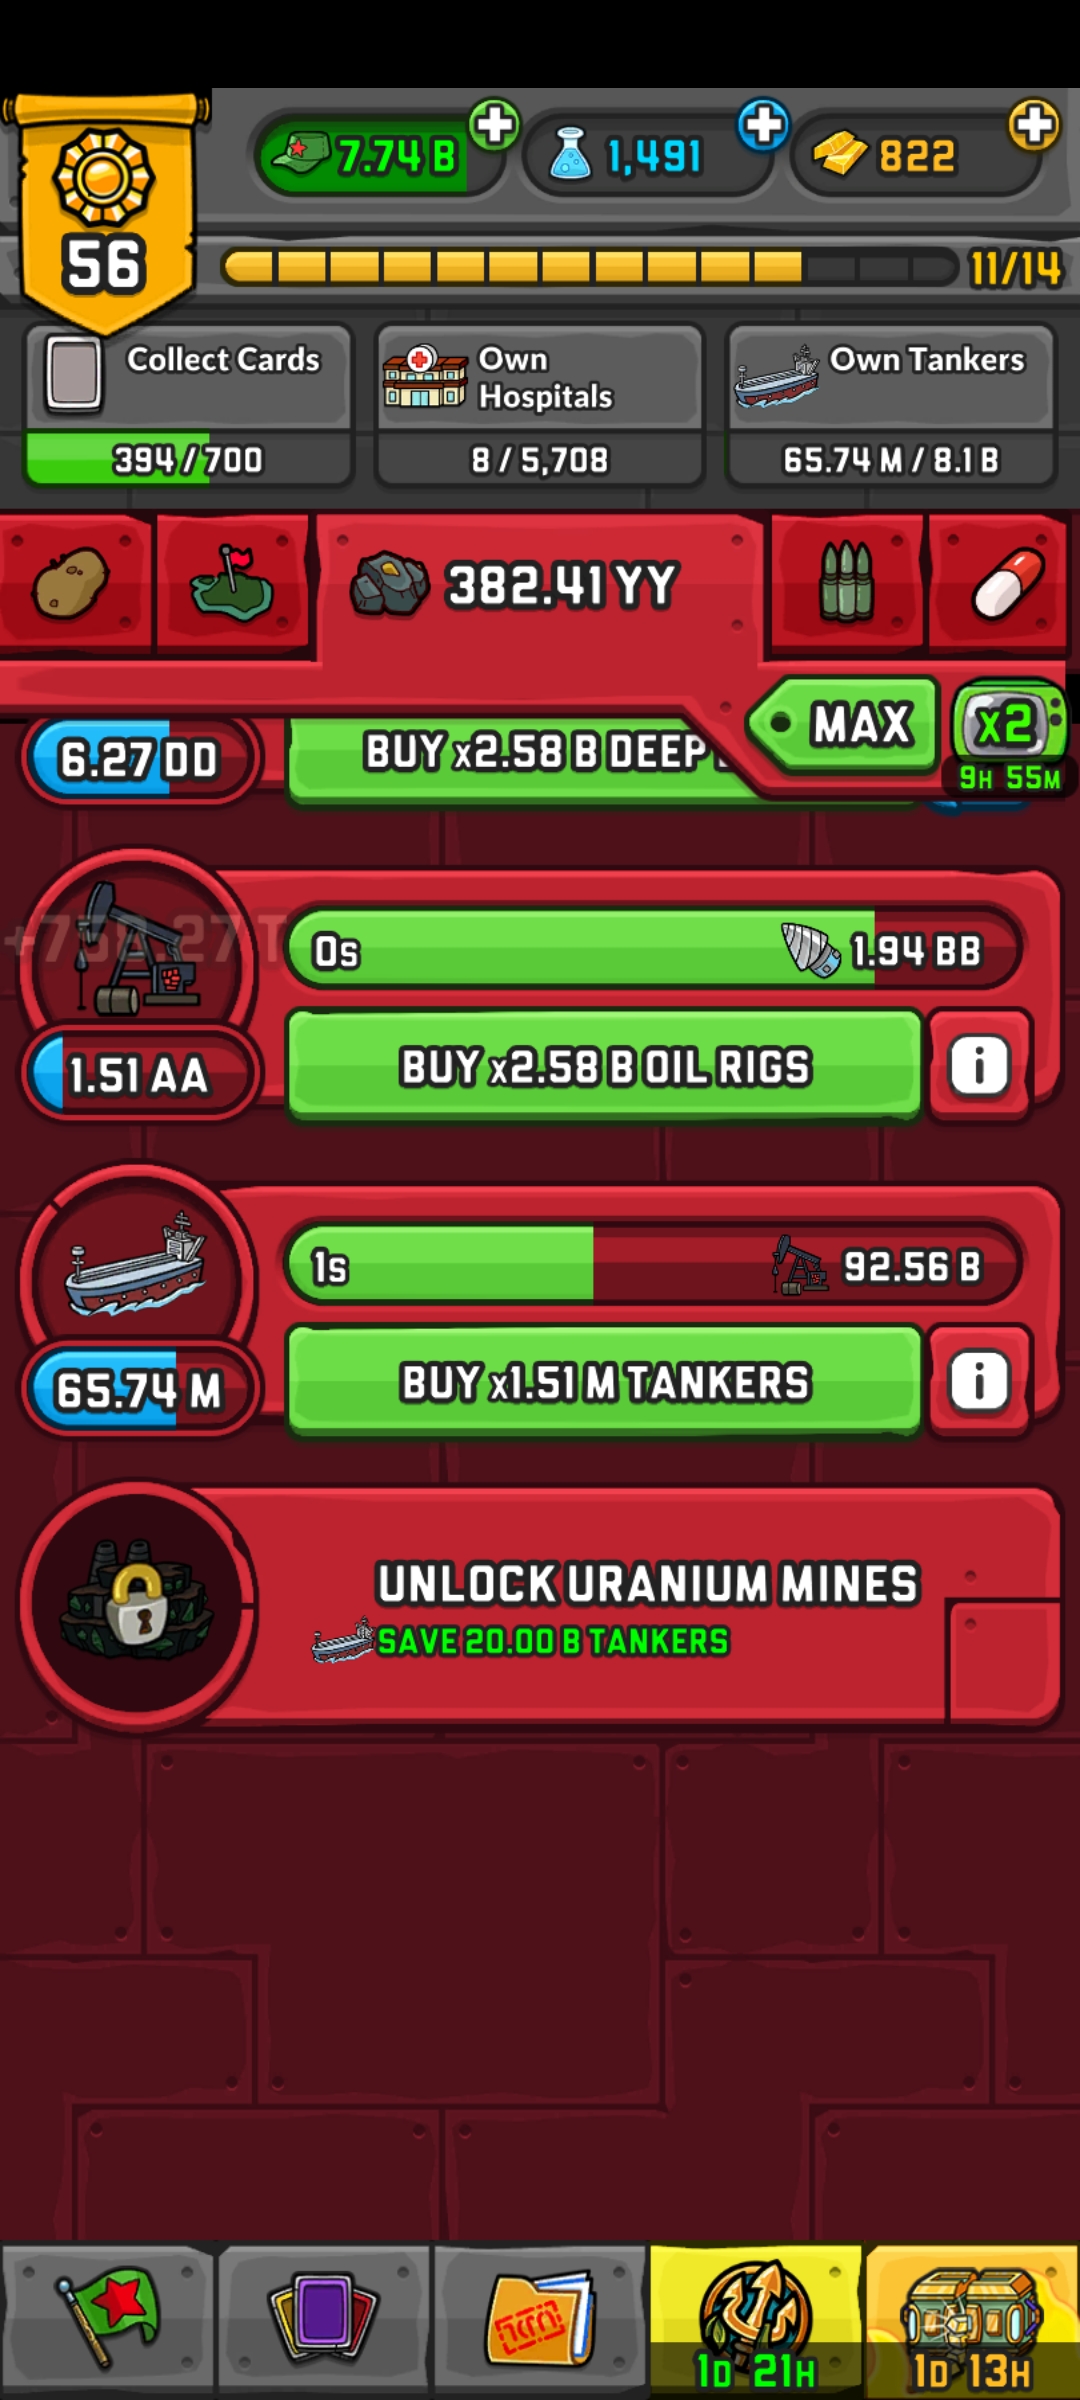 7.74 B
1,491
822
56
11/14
Collect Cards
394 / 700
Own
Hospitals
8 / 5,708
Own Tankers
65.74 M / 8.1 B
382.41 YY
MAX
x2
9H 55M
6.27 DD
BUY x2.58 B DEEP
+758.27 T
0s
1.94 BB
1.51 AA
BUY x2.58 B OIL RIGS
i
1s
92.56 B
65.74 M
BUY x1.51 M TANKERS
i
UNLOCK URANIUM MINES
SAVE 20.00 B TANKERS
1D 21H
1D 13H